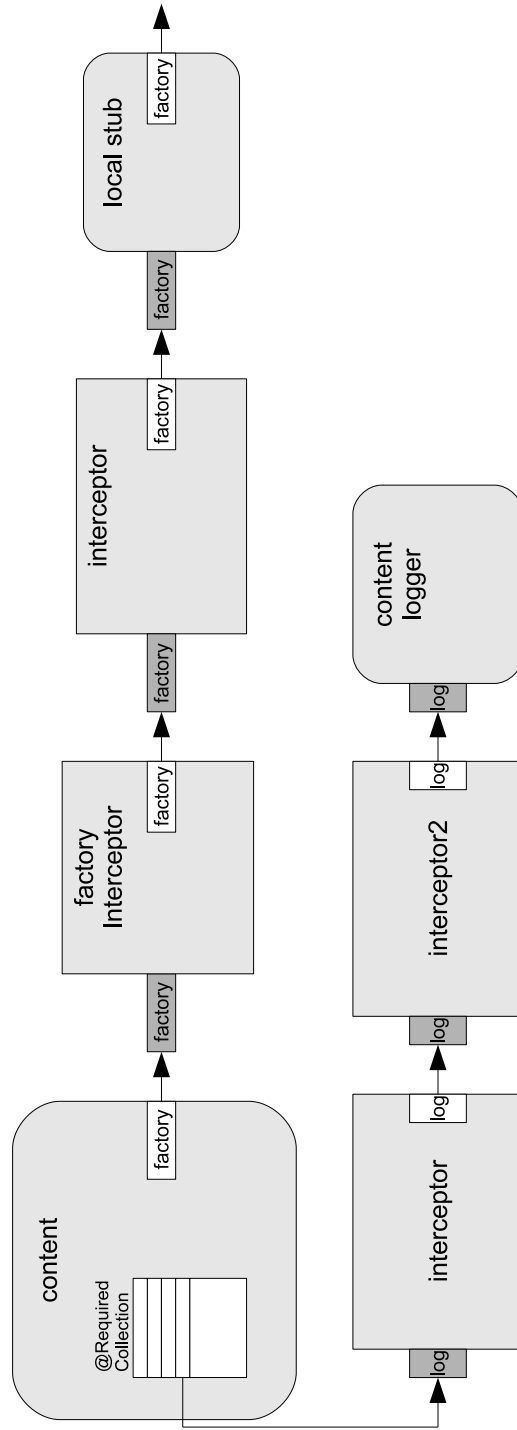 content
@Required
Collection
factory
factory
factory
Interceptor
factory
factory
interceptor
factory
factory
local stub
factory
log
interceptor
log
log
interceptor2
log
log
content
logger